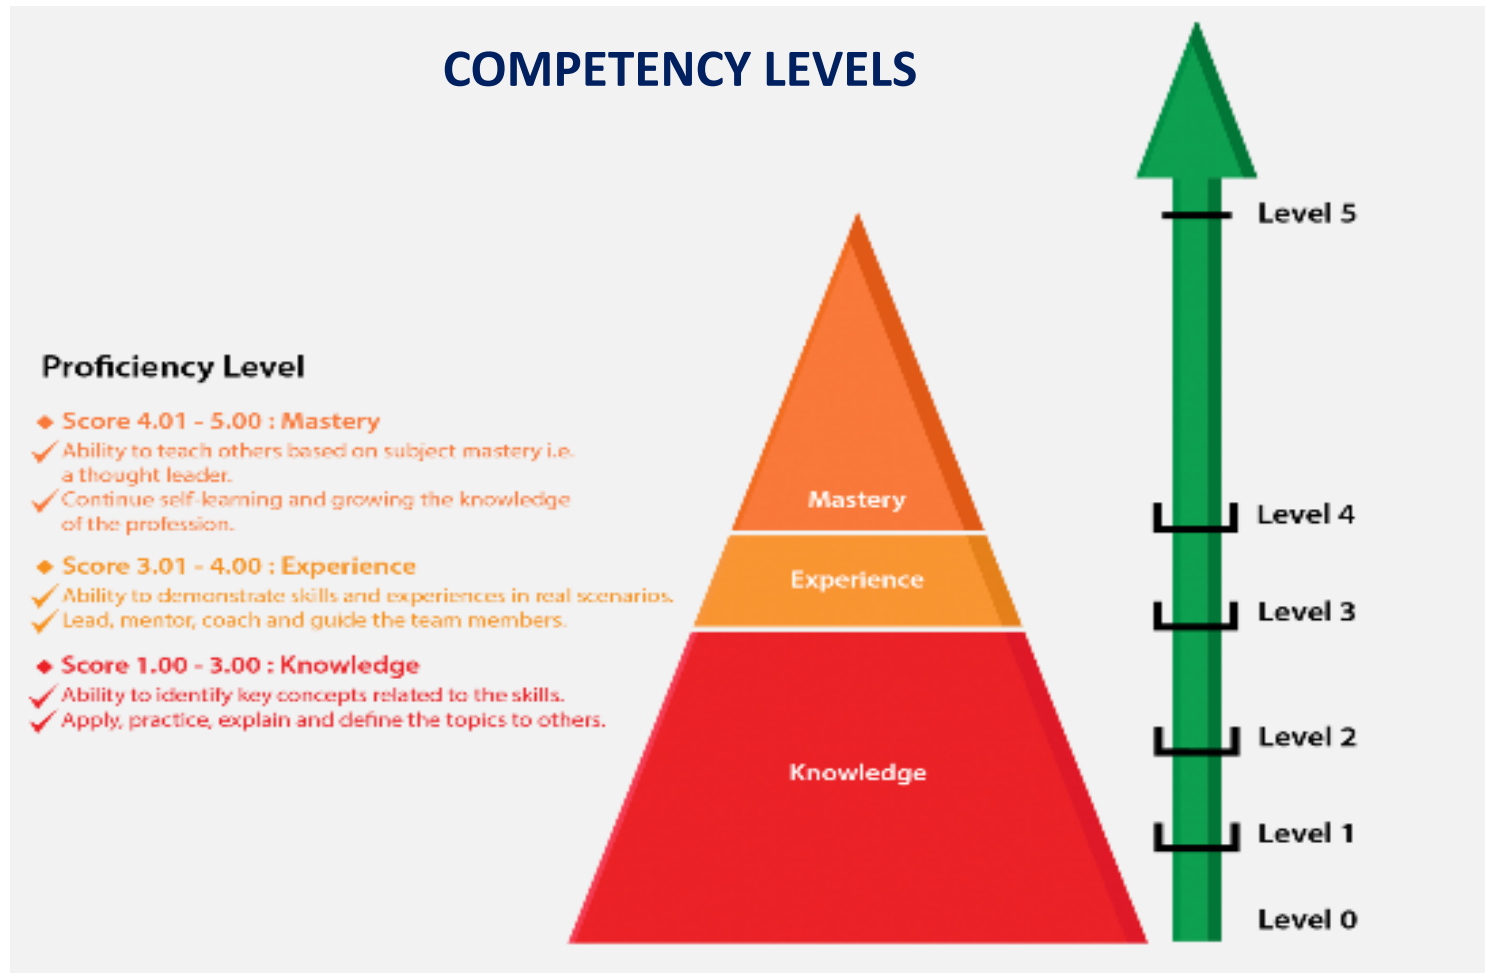 COMPETENCY LEVELS
Proficiency Level
Score 4.01 - 5.00 : Mastery
Ability to teach others based on subject mastery i.e.
a thought leader.
Continue self-learning and growing the knowledge
of the profession.
Score 3.01 - 4.00 : Experience
Ability to demonstrate skills and experiences in real scenarios.
Lead, mentor, coach and guide the team members.
Score 1.00 - 3.00 : Knowledge
Ability to identify key concepts related to the skills.
Apply, practice, explain and define the topics to others.
Mastery
Experience
Knowledge
Level 5
Level 4
Level 3
Level 2
Level 1
Level 0